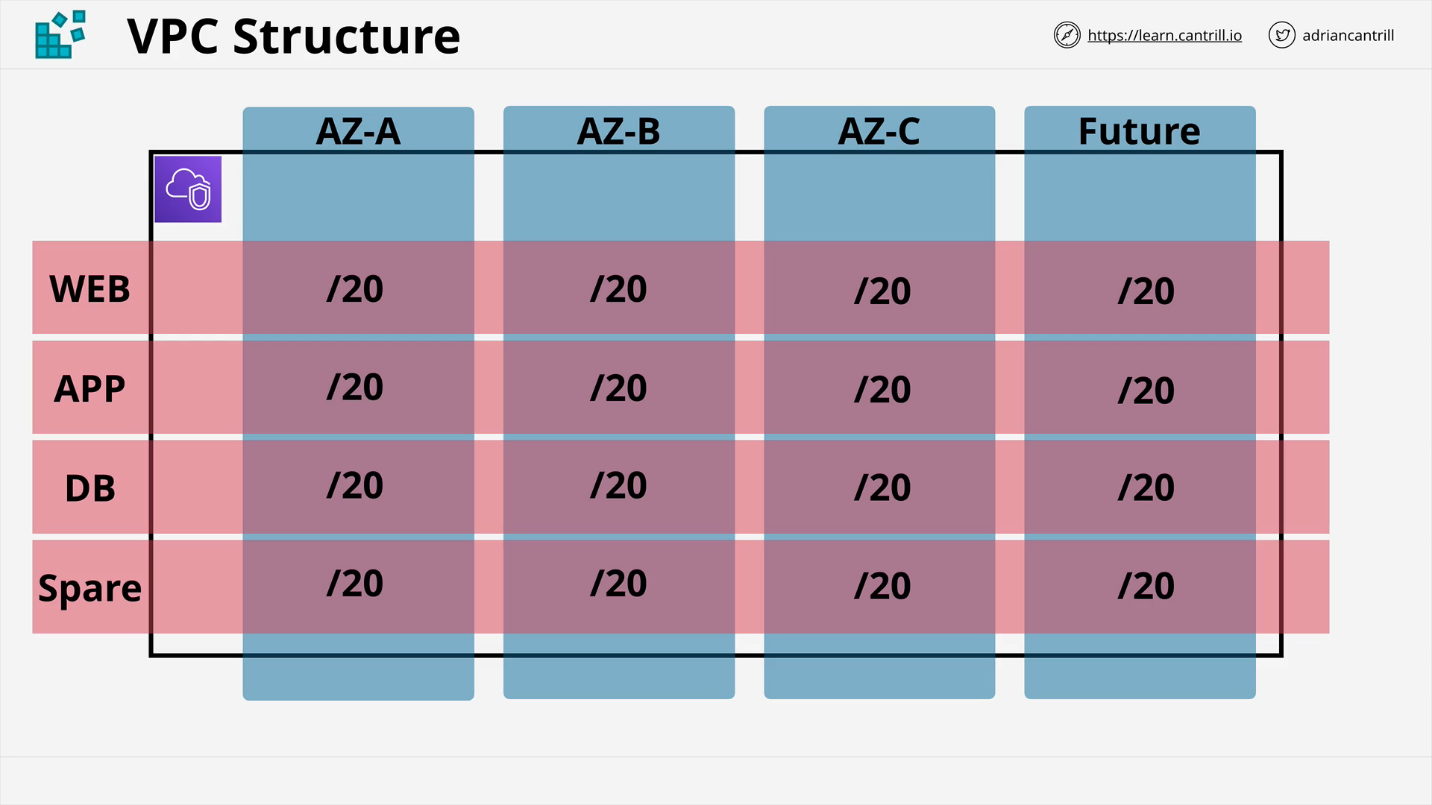 VPC Structure
https://learn.cantrill.io
adriancantrill
AZ-A AZ-B AZ-C Future
WEB /20 /20 /20 /20
APP /20 /20 /20 /20
DB /20 /20 /20 /20
Spare /20 /20 /20 /20